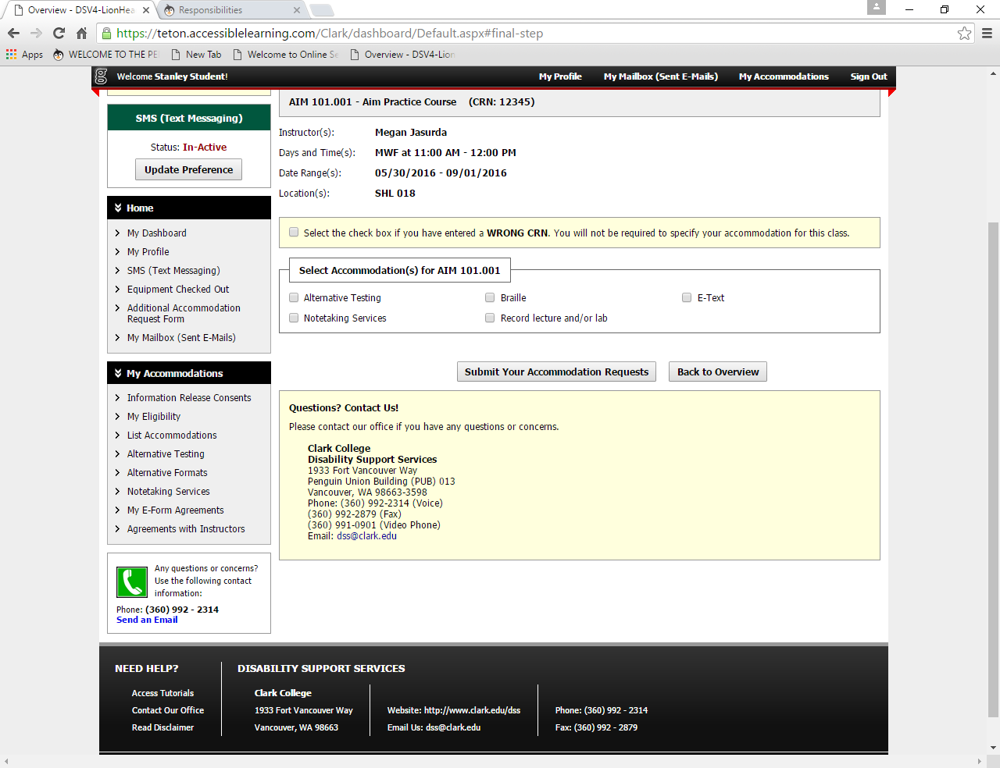 Overview - DSV4-LionHea
Responsibilities
https://teton.accessiblelearning.com/Clark/dashboard/Default.aspx#final-step
Apps
WELCOME TO THE PE
New Tab
Welcome to Online Se
Overview - DSV4-Lion
g Welcome Stanley Student!
My Profile
My Mailbox (Sent E-Mails)
My Accommodations
Sign Out
SMS (Text Messaging)
Status: In-Active
Update Preference
Home
My Dashboard
My Profile
SMS (Text Messaging)
Equipment Checked Out
Additional Accommodation
Request Form
My Mailbox (Sent E-Mails)
My Accommodations
Information Release Consents
My Eligibility
List Accommodations
Alternative Testing
Alternative Formats
Notetaking Services
My E-Form Agreements
Agreements with Instructors
Any questions or concerns?
Use the following contact
information:
Phone: (360) 992 - 2314
Send an Email
AIM 101.001 - Aim Practice Course (CRN: 12345)
Instructor(s): Megan Jasurda
Days and Time(s): MWF at 11:00 AM - 12:00 PM
Date Range(s): 05/30/2016 - 09/01/2016
Location(s): SHL 018
Select the check box if you have entered a WRONG CRN. You will not be required to specify your accommodation for this class.
Select Accommodation(s) for AIM 101.001
Alternative Testing
Braille
E-Text
Notetaking Services
Record lecture and/or lab
Submit Your Accommodation Requests
Back to Overview
Questions? Contact Us!
Please contact our office if you have any questions or concerns.
Clark College
Disability Support Services
1933 Fort Vancouver Way
Penguin Union Building (PUB) 013
Vancouver, WA 98663-3598
Phone: (360) 992-2314 (Voice)
(360) 992-2879 (Fax)
(360) 991-0901 (Video Phone)
Email: dss@clark.edu
NEED HELP?
Access Tutorials
Contact Our Office
Read Disclaimer
DISABILITY SUPPORT SERVICES
Clark College
1933 Fort Vancouver Way
Vancouver, WA 98663
Website: http://www.clark.edu/dss
Email Us: dss@clark.edu
Phone: (360) 992 - 2314
Fax: (360) 992 - 2879